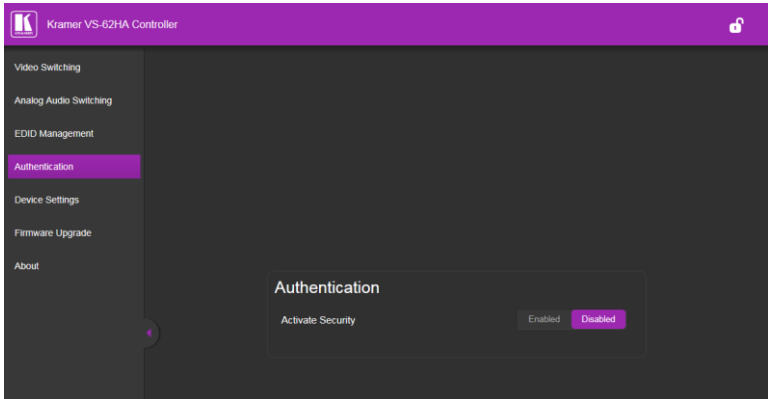 Kramer VS-62HA Controller
Video Switching
Analog Audio Switching
EDID Management
Authentication
Device Settings
Firmware Upgrade
About
Authentication
Activate Security Enabled Disabled